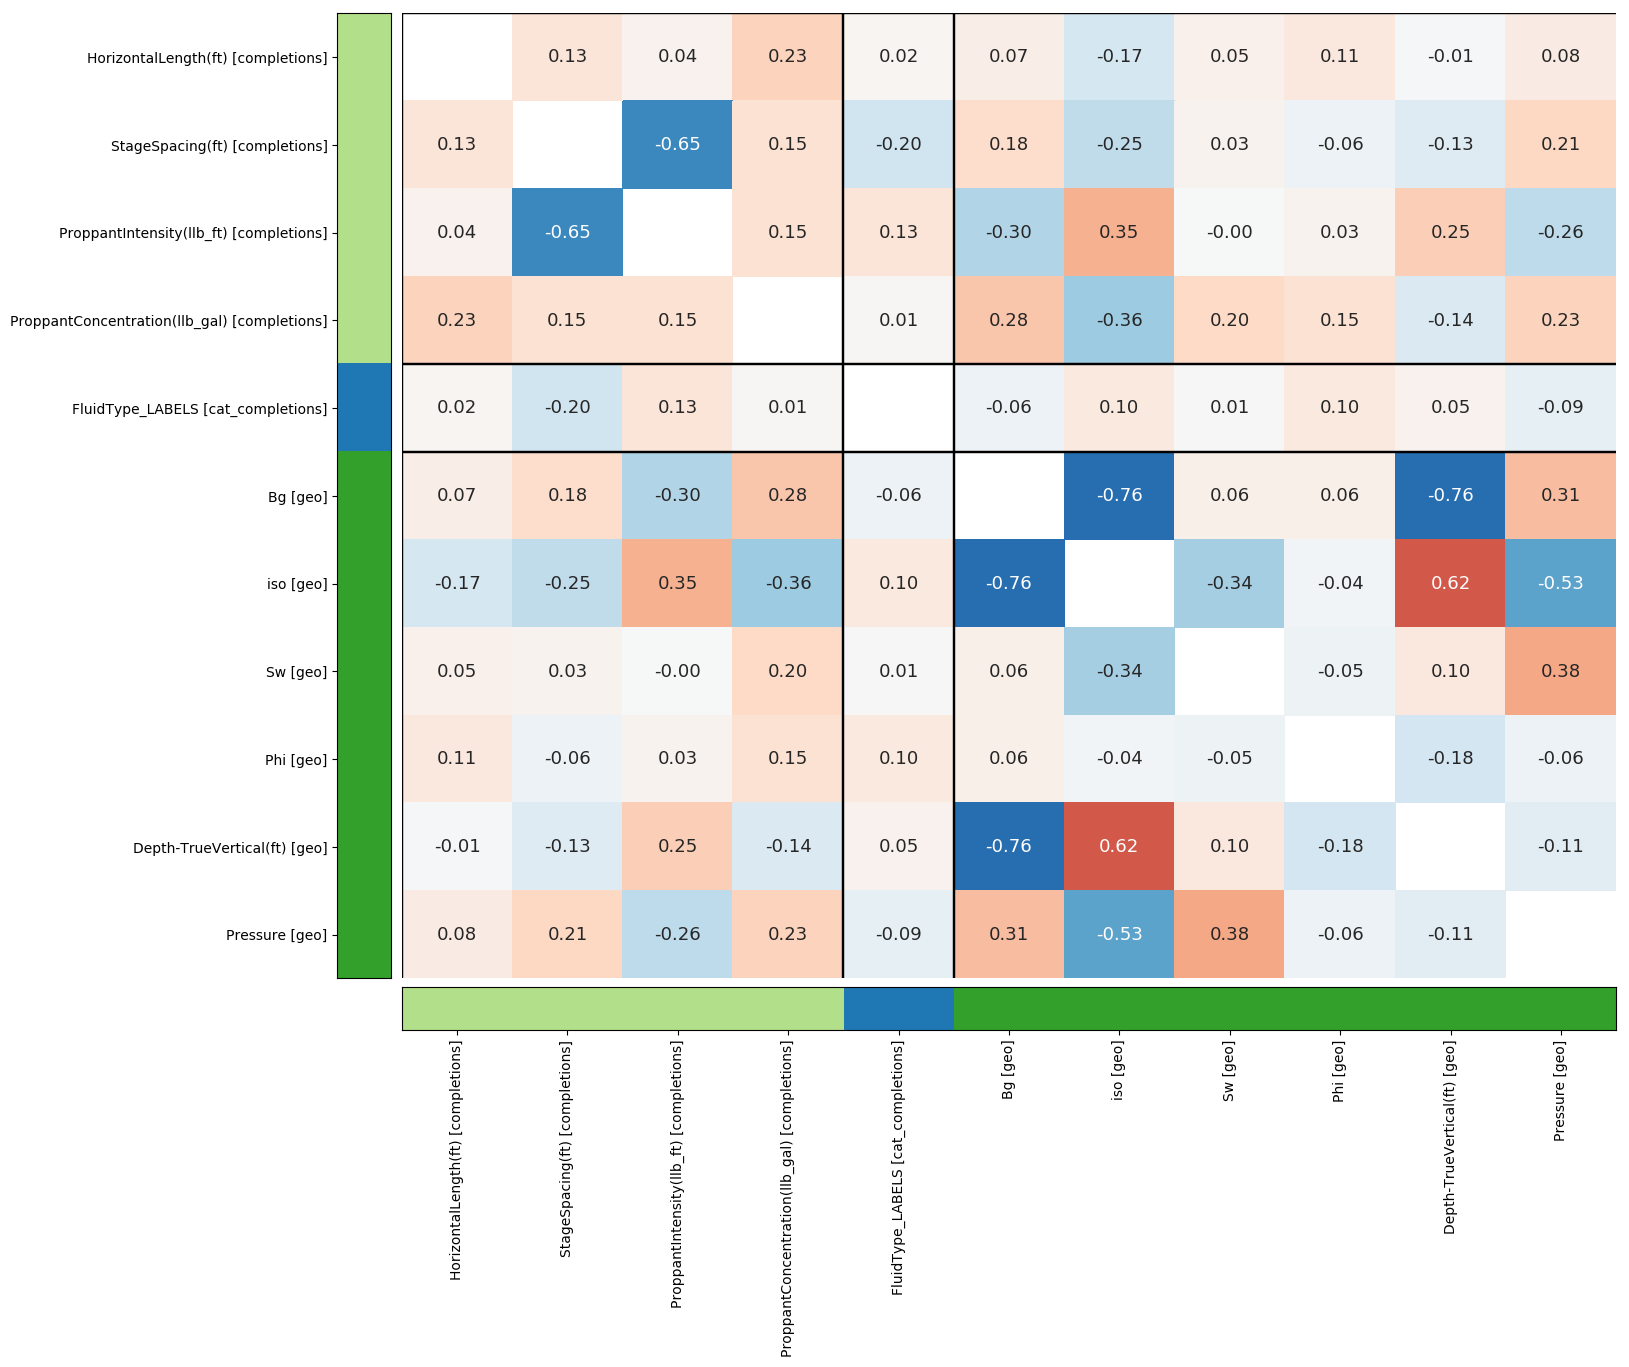 HorizontalLength(ft) [completions] 0.13 0.04 0.23 0.02 0.07 -0.17 0.05 0.11 -0.01 0.08
StageSpacing(ft) [completions] 0.13 -0.65 0.15 -0.20 0.18 -0.25 0.03 -0.06 -0.13 0.21
ProppantIntensity(llb_ft) [completions] 0.04 -0.65 0.15 0.13 -0.30 0.35 -0.00 0.03 0.25 -0.26
ProppantConcentration(llb_gal) [completions] 0.23 0.15 0.15 0.01 0.28 -0.36 0.20 0.15 -0.14 0.23
FluidType_LABELS [cat_completions] 0.02 -0.20 0.13 0.01 -0.06 0.10 0.01 0.10 0.05 -0.09
Bg [geo] 0.07 0.18 -0.30 0.28 -0.06 -0.76 0.06 0.06 -0.76 0.31
iso [geo] -0.17 -0.25 0.35 -0.36 0.10 -0.76 -0.34 -0.04 0.62 -0.53
Sw [geo] 0.05 0.03 -0.00 0.20 0.01 0.06 -0.34 -0.05 0.10 0.38
Phi [geo] 0.11 -0.06 0.03 0.15 0.10 0.06 -0.04 -0.05 -0.18 -0.06
Depth-TrueVertical(ft) [geo] -0.01 -0.13 0.25 -0.14 0.05 -0.76 0.62 0.10 -0.18 -0.11
Pressure [geo] 0.08 0.21 -0.26 0.23 -0.09 0.31 -0.53 0.38 -0.06 -0.11
HorizontalLength(ft) [completions]
StageSpacing(ft) [completions]
ProppantIntensity(llb_ft) [completions]
ProppantConcentration(llb_gal) [completions]
FluidType_LABELS [cat_completions]
Bg [geo]
iso [geo]
Sw [geo]
Phi [geo]
Depth-TrueVertical(ft) [geo]
Pressure [geo]